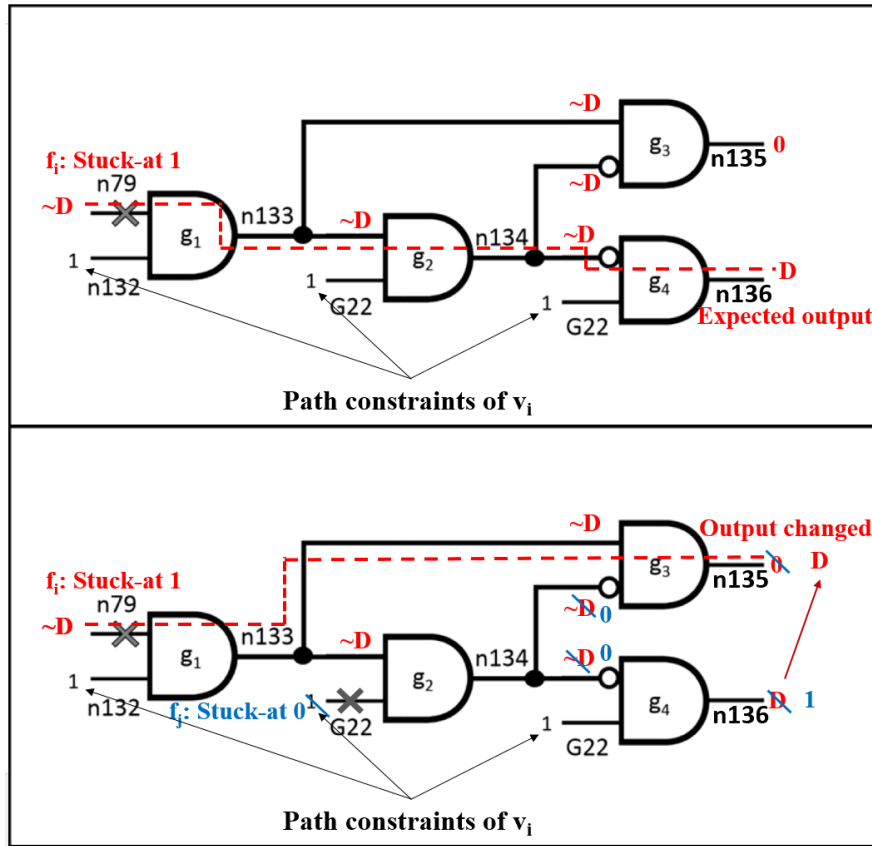 ~D
g3
n135
0
fi: Stuck-at 1
n79
~D
~D
n133
~D
n134
~D
g1
g2
g4
D
1
n132
1
G22
1
G22
n136
Expected output
Path constraints of vi
~D
Output changed
g3
0
D
n135
fi: Stuck-at 1
n79
~D
~D
0
n133
~D
n134
~D
0
g1
g2
g4
1
n132
fj: Stuck-at 0
1
G22
1
G22
n136
D
1
Path constraints of vi